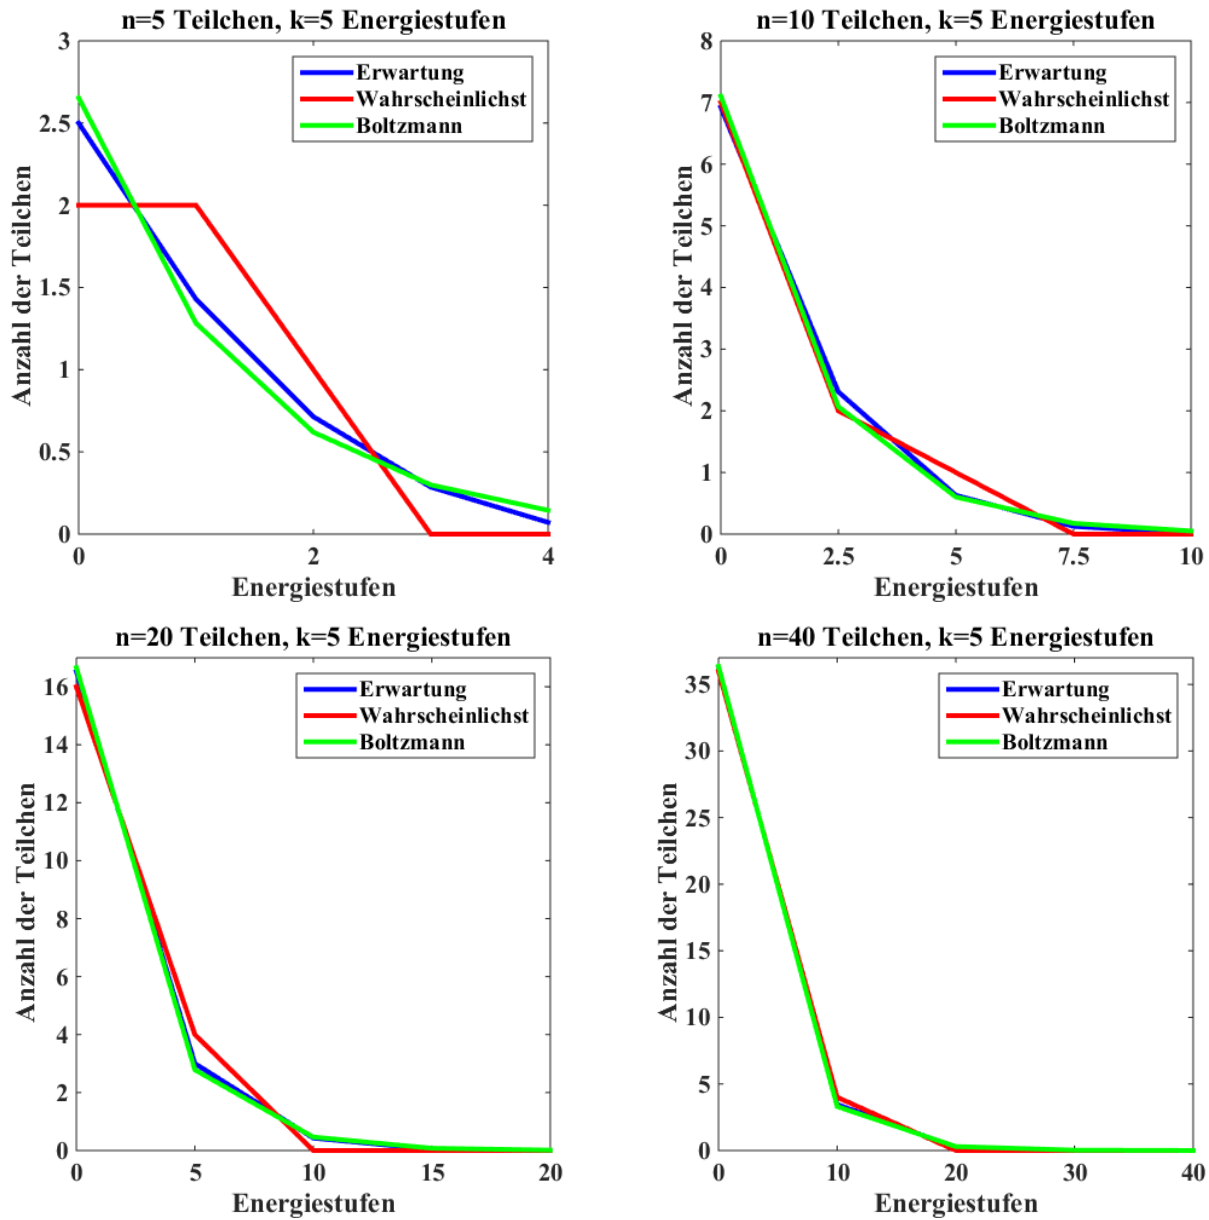 n=5 Teilchen, k=5 Energiestufen
3
2.5
2
1.5
1
0.5
0
Anzahl der Teilchen
Erwartung
Wahrscheinlichst
Boltzmann
0 2 4
Energiestufen
n=10 Teilchen, k=5 Energiestufen
8
7
6
5
4
3
2
1
0
Anzahl der Teilchen
Erwartung
Wahrscheinlichst
Boltzmann
0 2.5 5 7.5 10
Energiestufen
n=20 Teilchen, k=5 Energiestufen
16
14
12
10
8
6
4
2
0
Anzahl der Teilchen
Erwartung
Wahrscheinlichst
Boltzmann
0 5 10 15 20
Energiestufen
n=40 Teilchen, k=5 Energiestufen
35
30
25
20
15
10
5
0
Anzahl der Teilchen
Erwartung
Wahrscheinlichst
Boltzmann
0 10 20 30 40
Energiestufen